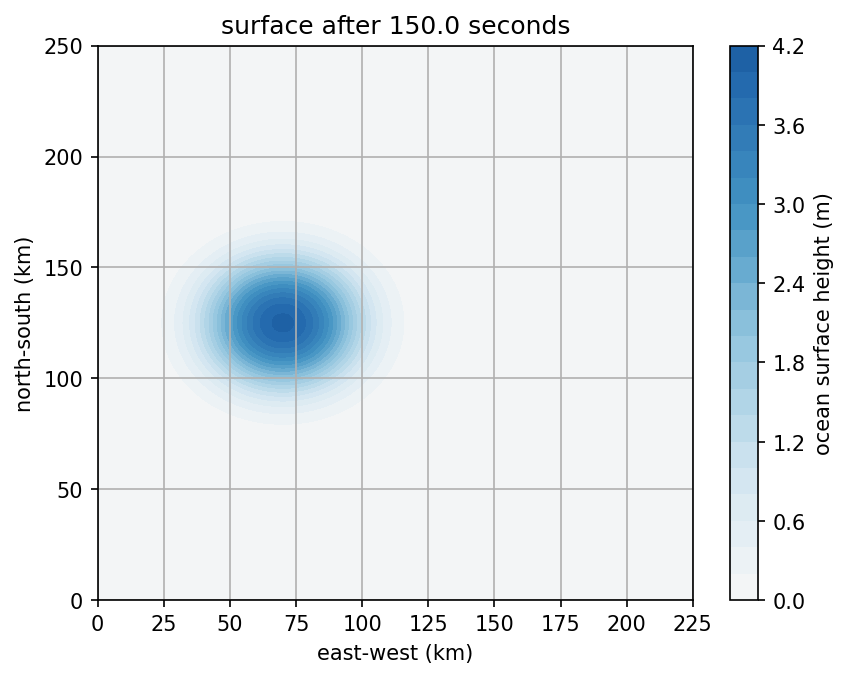 surface after 150.0 seconds
250
200
150
100
50
0
north-south (km)
0 25 50 75 100 125 150 175 200 225
east-west (km)
4.2
3.6
3.0
2.4
1.8
1.2
0.6
0.0
ocean surface height (m)